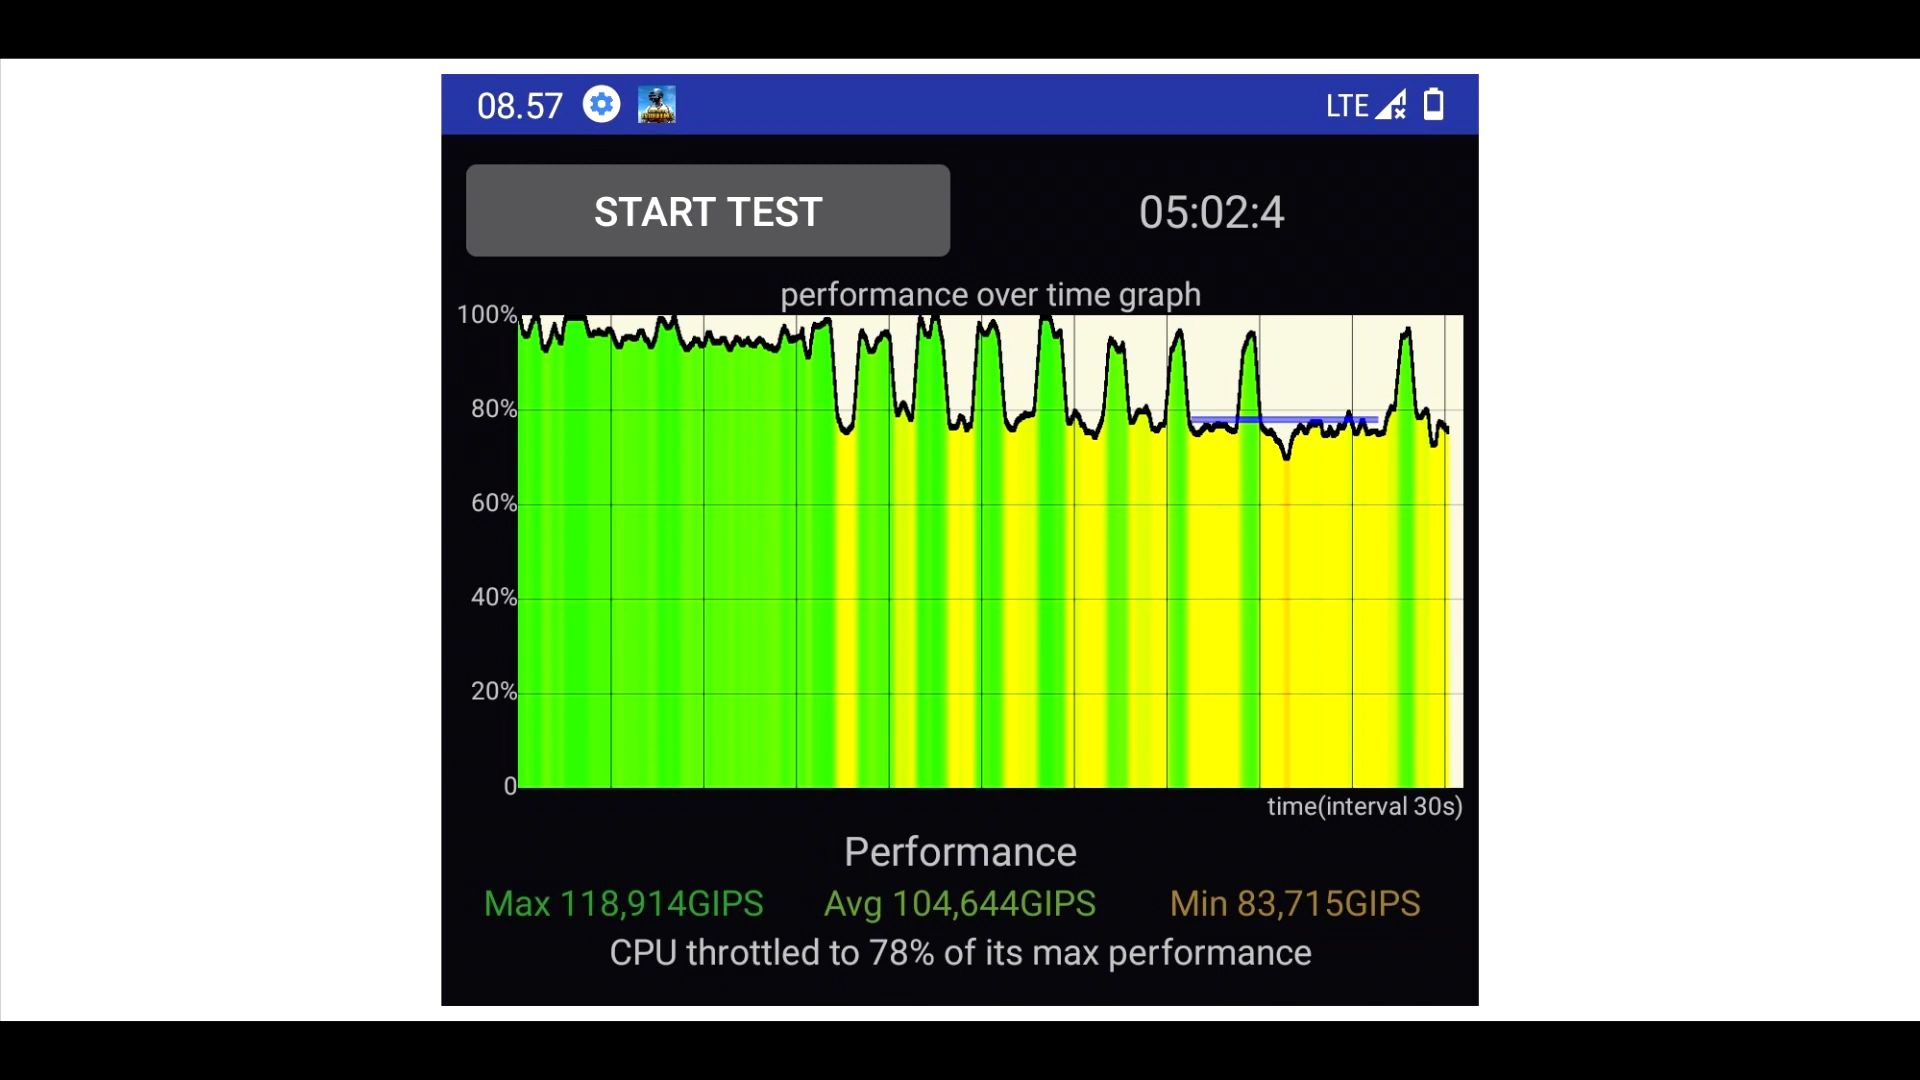 08.57 LTE
START TEST 05:02:4
performance over time graph
100%
80%
60%
40%
20%
0
time(interval 30s)
Performance
Max 118,914GIPS Avg 104,644GIPS Min 83,715GIPS
CPU throttled to 78% of its max performance